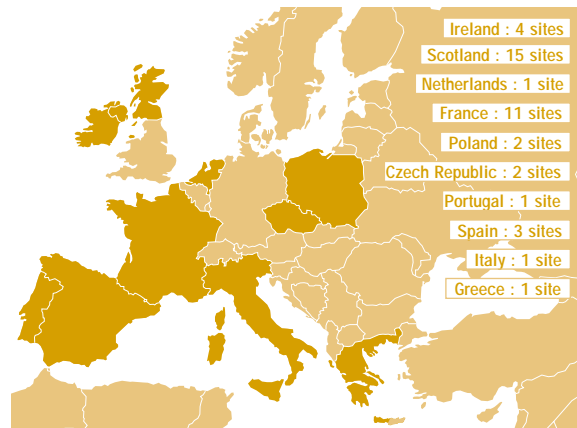 Ireland : 4 sites
Scotland : 15 sites
Netherlands : 1 site
France : 11 sites
Poland : 2 sites
Czech Republic : 2 sites
Portugal : 1 site
Spain : 3 sites
Italy : 1 site
Greece : 1 site